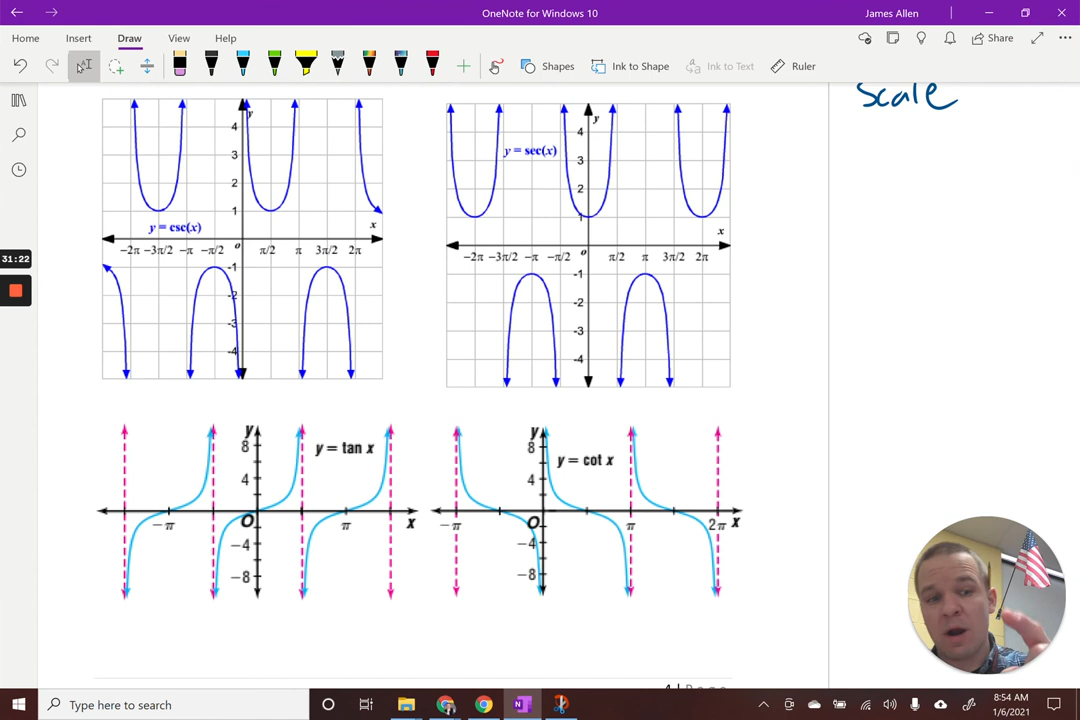 OneNote for Windows 10
James Allen
Home Insert Draw View Help
Share
Shapes Ink to Shape Ink to Text Ruler
Scale
y
4
3
2
1
y = csc(x)
x
−2π −3π/2 −π −π/2 o π/2 π 3π/2 2π
-1
-2
-3
-4
y
4
y = sec(x)
3
2
1
x
−2π −3π/2 −π −π/2 o π/2 π 3π/2 2π
-1
-2
-3
-4
31:22
y
8
y = tan x
4
O
−π π x
−4
−8
y
8
y = cot x
4
O
−π π 2π x
−4
−8
Type here to search
8:54 AM
1/6/2021